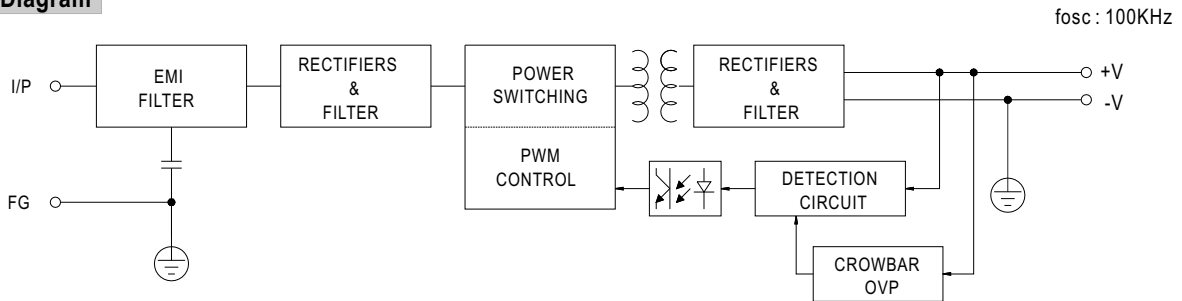 Diagram
fosc : 100KHz
I/P
EMI
FILTER
RECTIFIERS
&
FILTER
POWER
SWITCHING
PWM
CONTROL
RECTIFIERS
&
FILTER
+V
-V
FG
DETECTION
CIRCUIT
CROWBAR
OVP